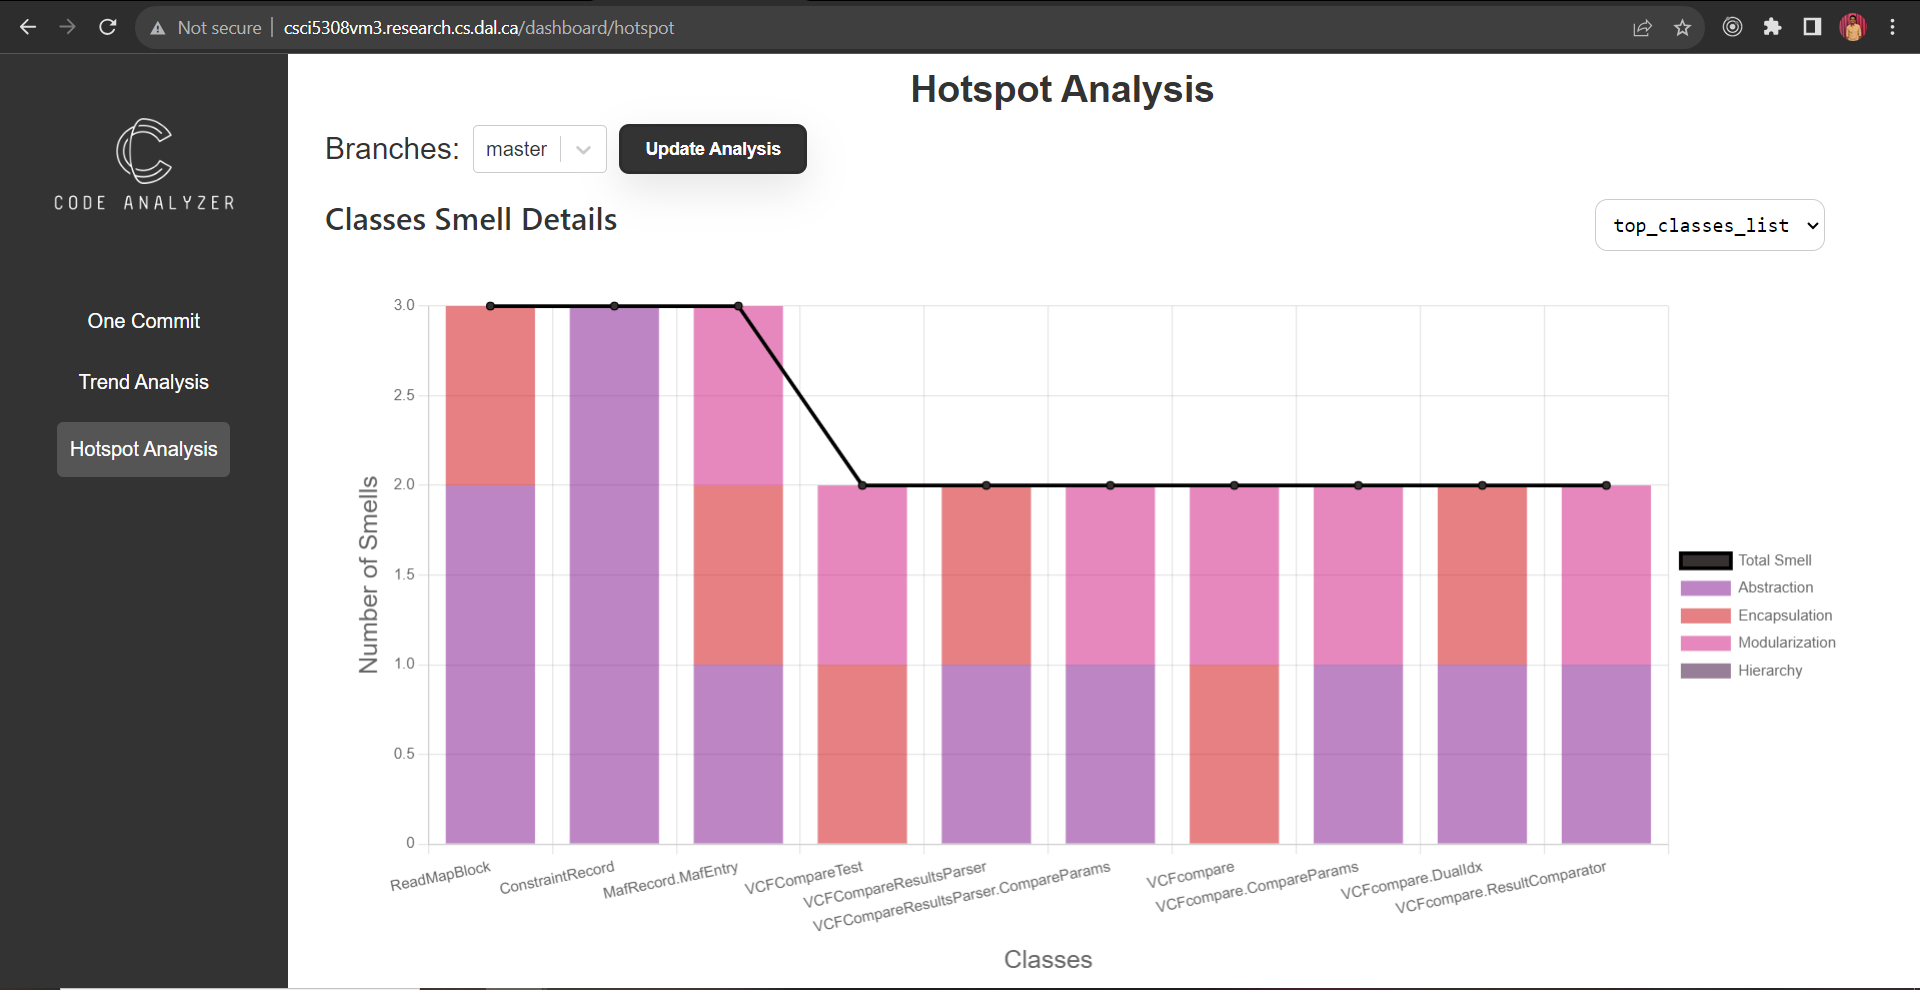 Not secure csci5308vm3.research.cs.dal.ca/dashboard/hotspot
CODE ANALYZER
One Commit
Trend Analysis
Hotspot Analysis
Hotspot Analysis
Branches: master Update Analysis
Classes Smell Details
top_classes_list
3.0
2.5
2.0
1.5
1.0
0.5
0
Number of Smells
ReadMapBlock
ConstraintRecord
MafRecord.MafEntry
VCFCompareTest
VCFCompareResultsParser
VCFCompareResultsParser.CompareParams
VCFcompare
VCFcompare.CompareParams
VCFcompare.DualIdx
VCFcompare.ResultComparator
Classes
Total Smell
Abstraction
Encapsulation
Modularization
Hierarchy